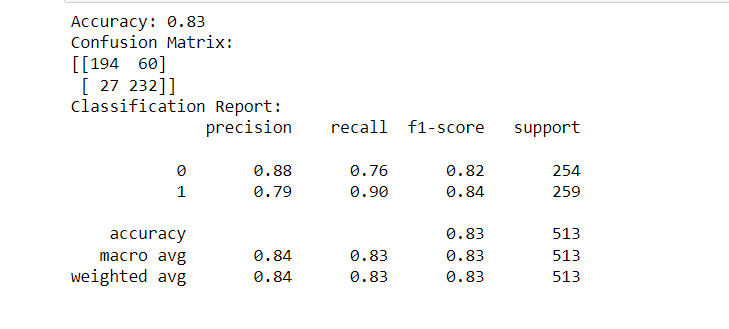 Accuracy: 0.83
Confusion Matrix:
[[194  60]
 [ 27 232]]
Classification Report:
              precision    recall  f1-score   support

           0       0.88      0.76      0.82       254
           1       0.79      0.90      0.84       259

    accuracy                           0.83       513
   macro avg       0.84      0.83      0.83       513
weighted avg       0.84      0.83      0.83       513